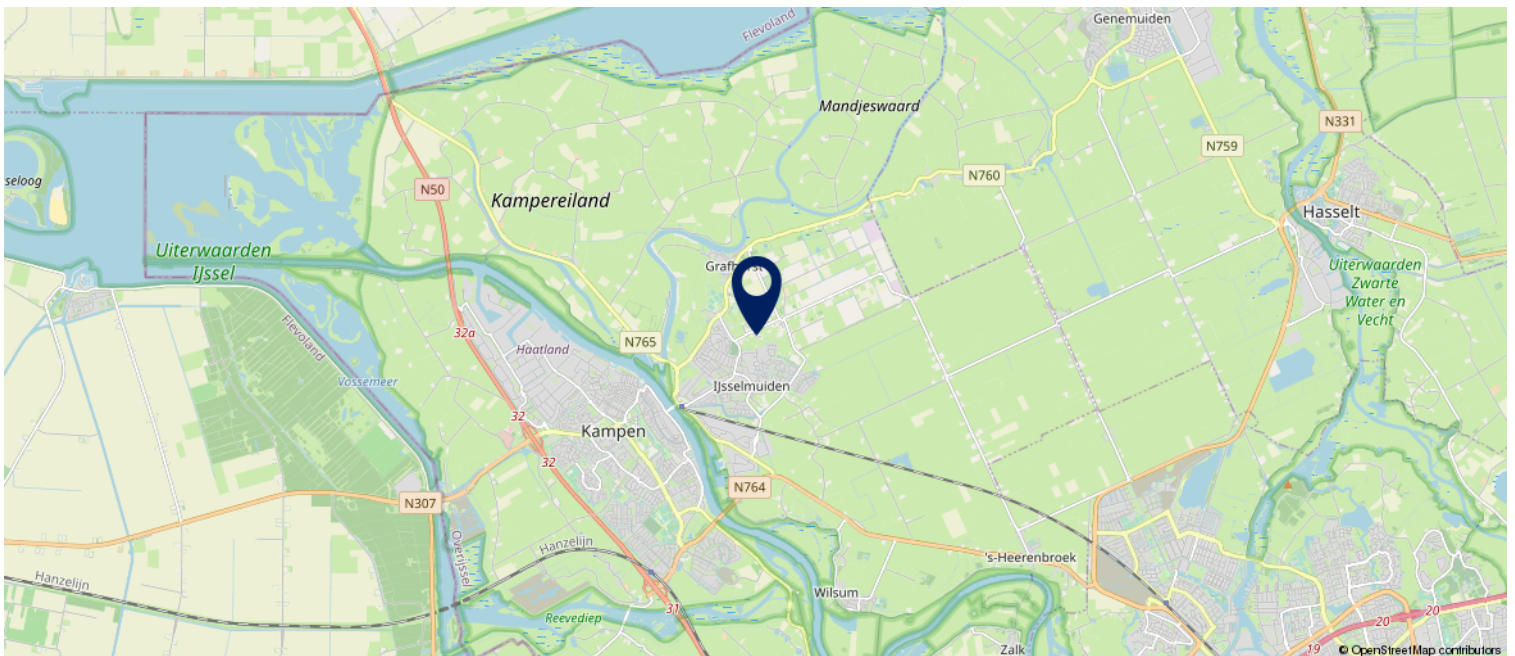 Flevoland
Genemuiden
Mandjeswaard
N331
N759
N760
seloog
N50
Kampereiland
Hasselt
Uiterwaarden
IJssel
Uiterwaarden
Zwarte
Water en
Vecht
Flevoland
32a
Haatland
N765
Vossemeer
IJsselmuiden
32
Kampen
32
N764
N307
Overijssel
Hanzelijn
's-Heerenbroek
Hanzelijn
Wilsum
31
Reevediep
20
20
19
Zalk
© OpenStreetMap contributors